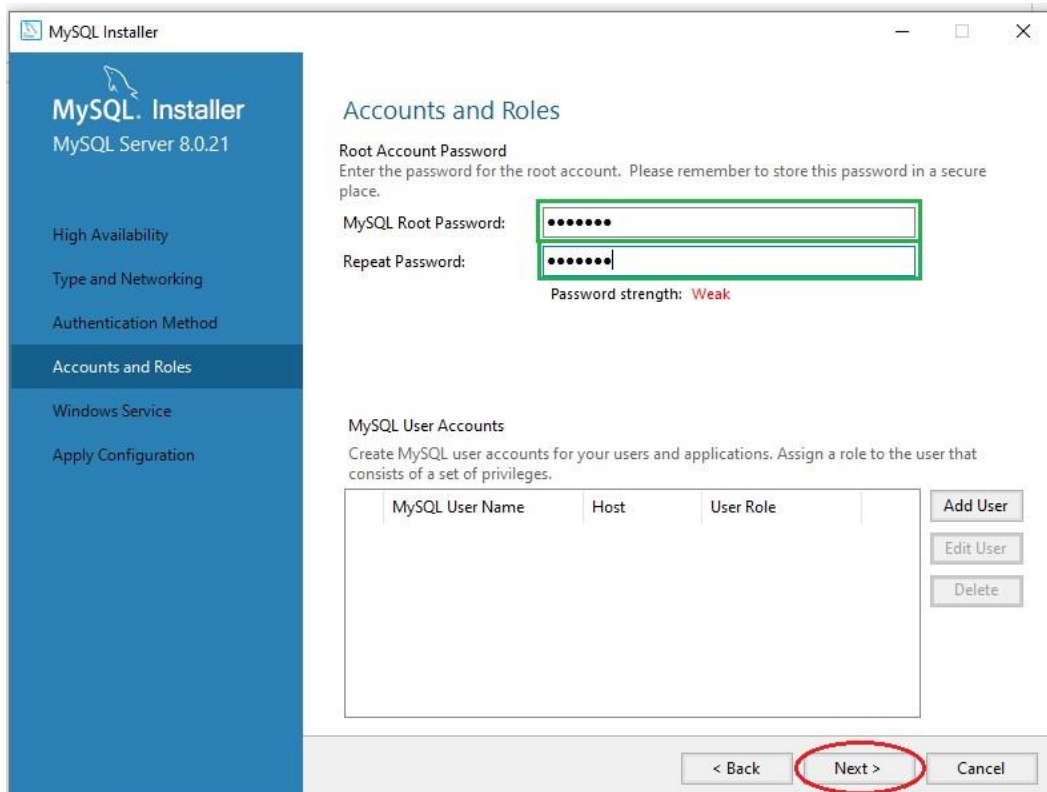 MySQL Installer
MySQL. Installer
MySQL Server 8.0.21
High Availability
Type and Networking
Authentication Method
Accounts and Roles
Windows Service
Apply Configuration
Accounts and Roles
Root Account Password
Enter the password for the root account. Please remember to store this password in a secure
place.
MySQL Root Password: •••••••
Repeat Password: •••••••
Password strength: Weak
MySQL User Accounts
Create MySQL user accounts for your users and applications. Assign a role to the user that
consists of a set of privileges.
MySQL User Name Host User Role
Add User
Edit User
Delete
< Back Next > Cancel